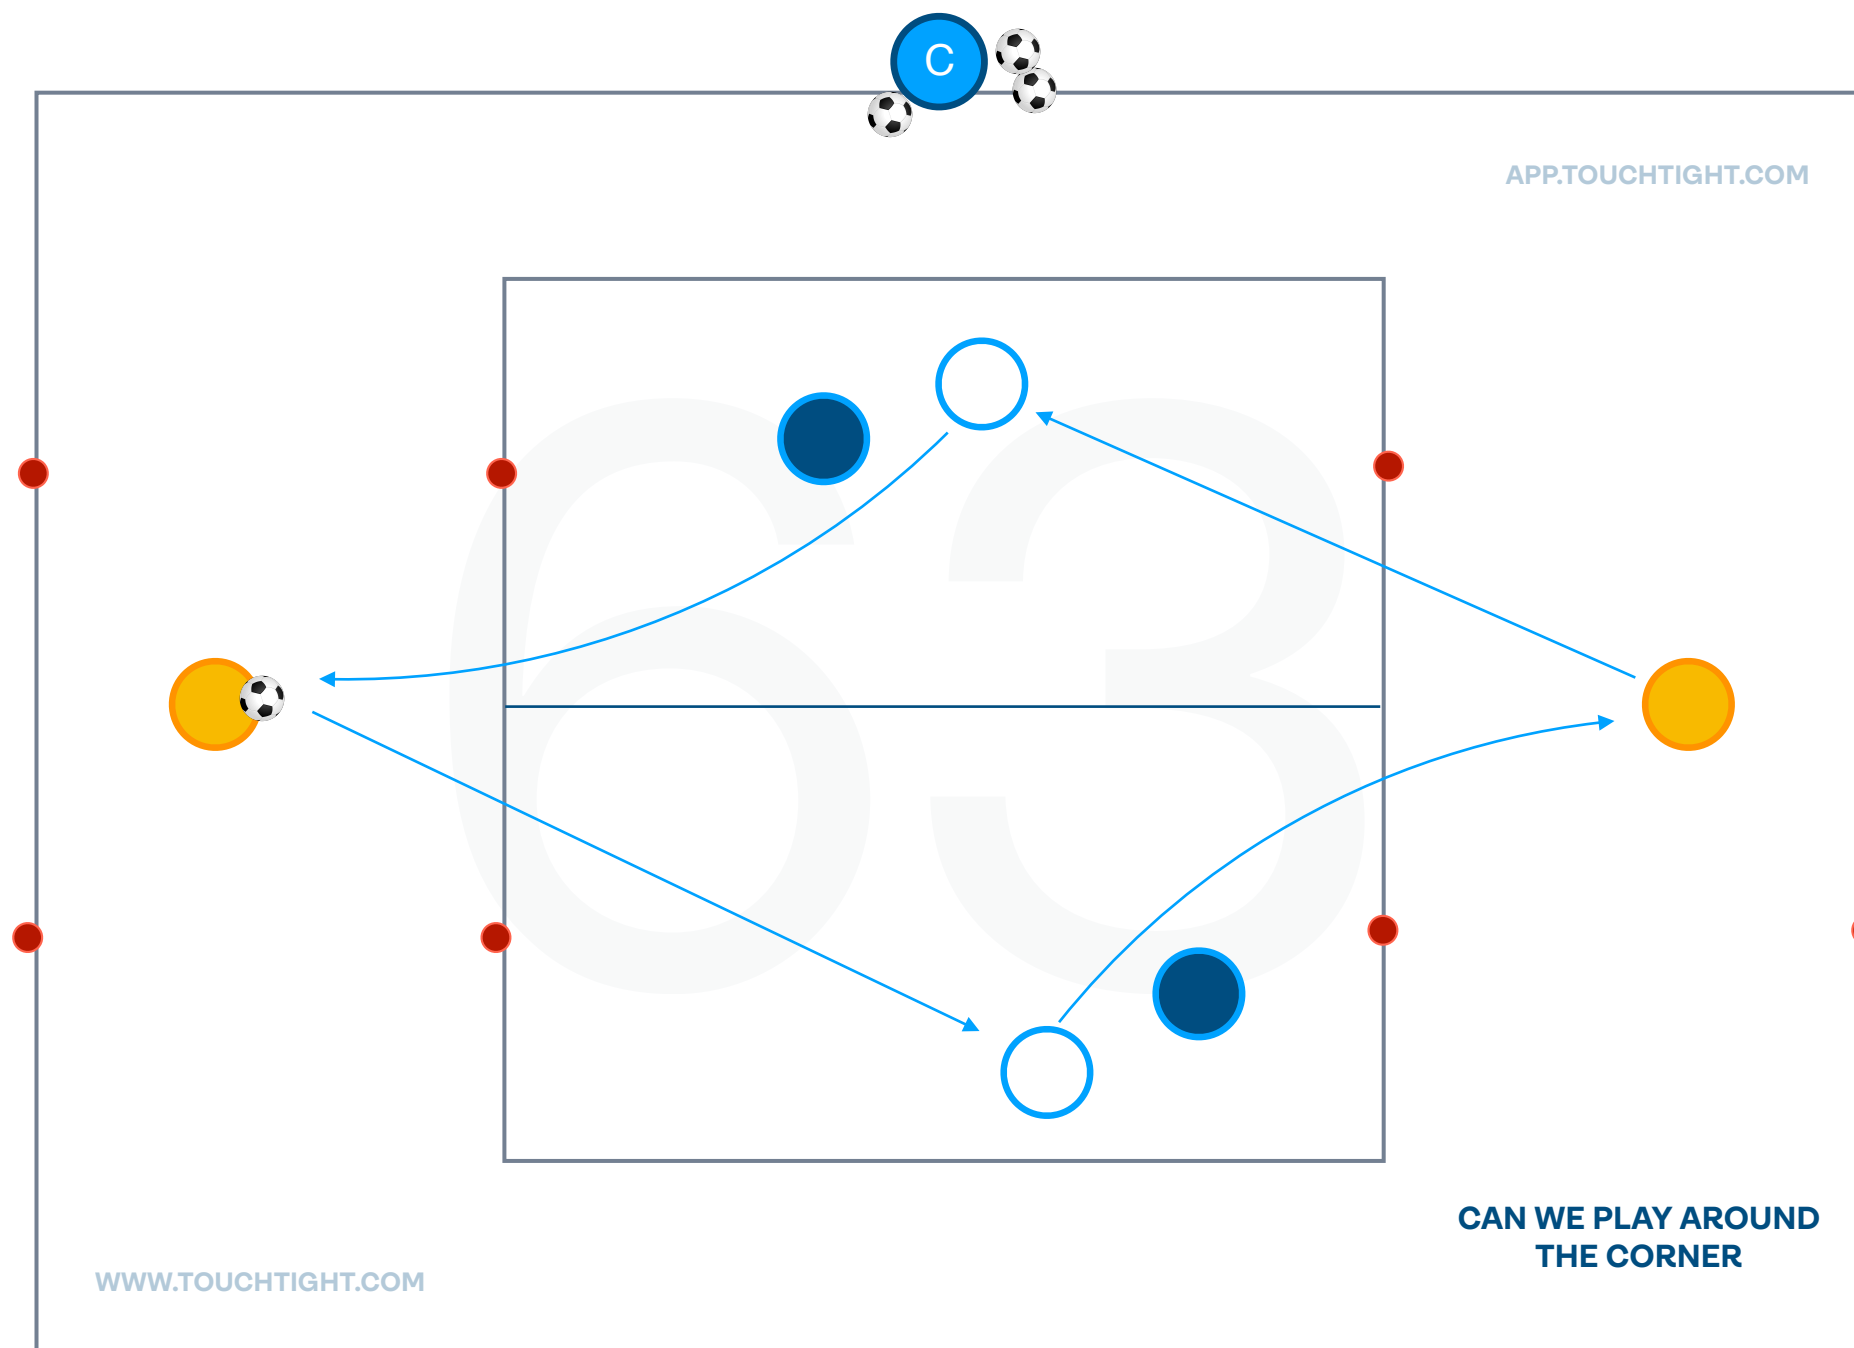 C
APP.TOUCHTIGHT.COM
63
CAN WE PLAY AROUND
THE CORNER
WWW.TOUCHTIGHT.COM